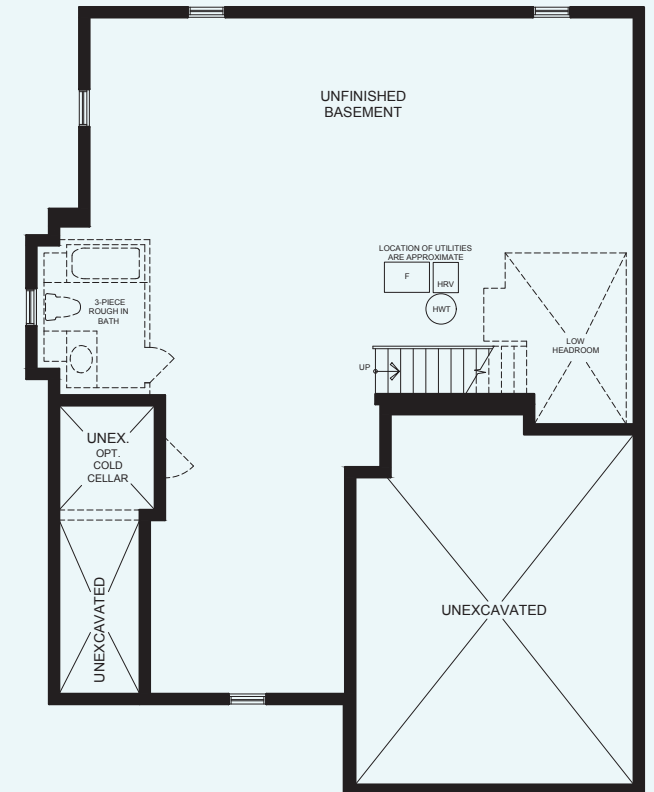 UNFINISHED
BASEMENT
LOCATION OF UTILITIES
ARE APPROXIMATE
F
HRV
HWT
3-PIECE
ROUGH IN
BATH
LOW
HEADROOM
UP
UNEX.
OPT.
COLD
CELLAR
UNEXCAVATED
UNEXCAVATED